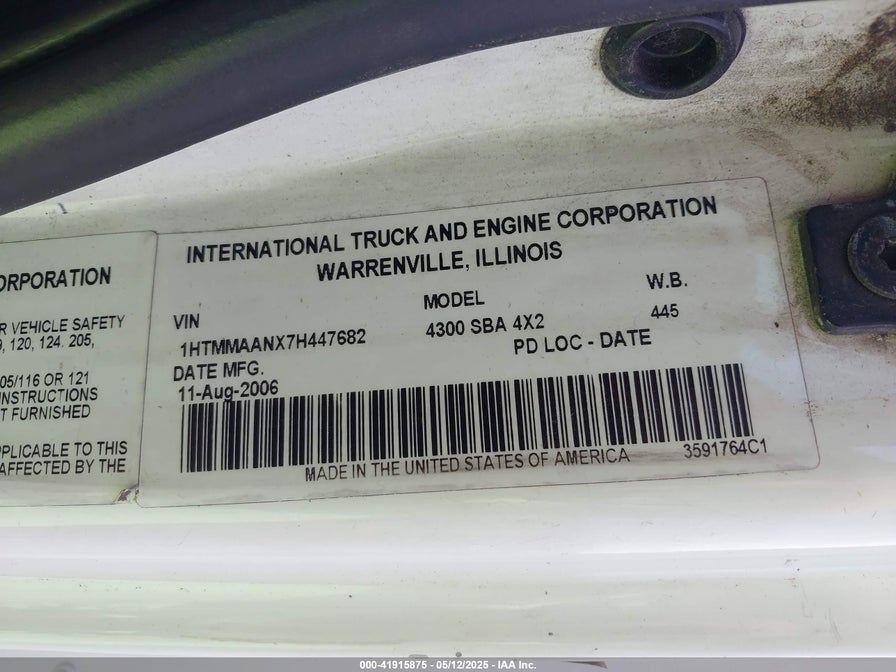 ORPORATION
R VEHICLE SAFETY
9, 120, 124. 205,
05/116 OR 121
INSTRUCTIONS
T FURNISHED
PPLICABLE TO THIS
AFFECTED BY THE
INTERNATIONAL TRUCK AND ENGINE CORPORATION
WARRENVILLE, ILLINOIS
VIN MODEL W.B.
1HTMMAANX7H447682 4300 SBA 4X2 445
DATE MFG. PD LOC - DATE
11-Aug-2006
MADE IN THE UNITED STATES OF AMERICA 3591764C1
000-41915875 - 05/12/2025 - IAA Inc.